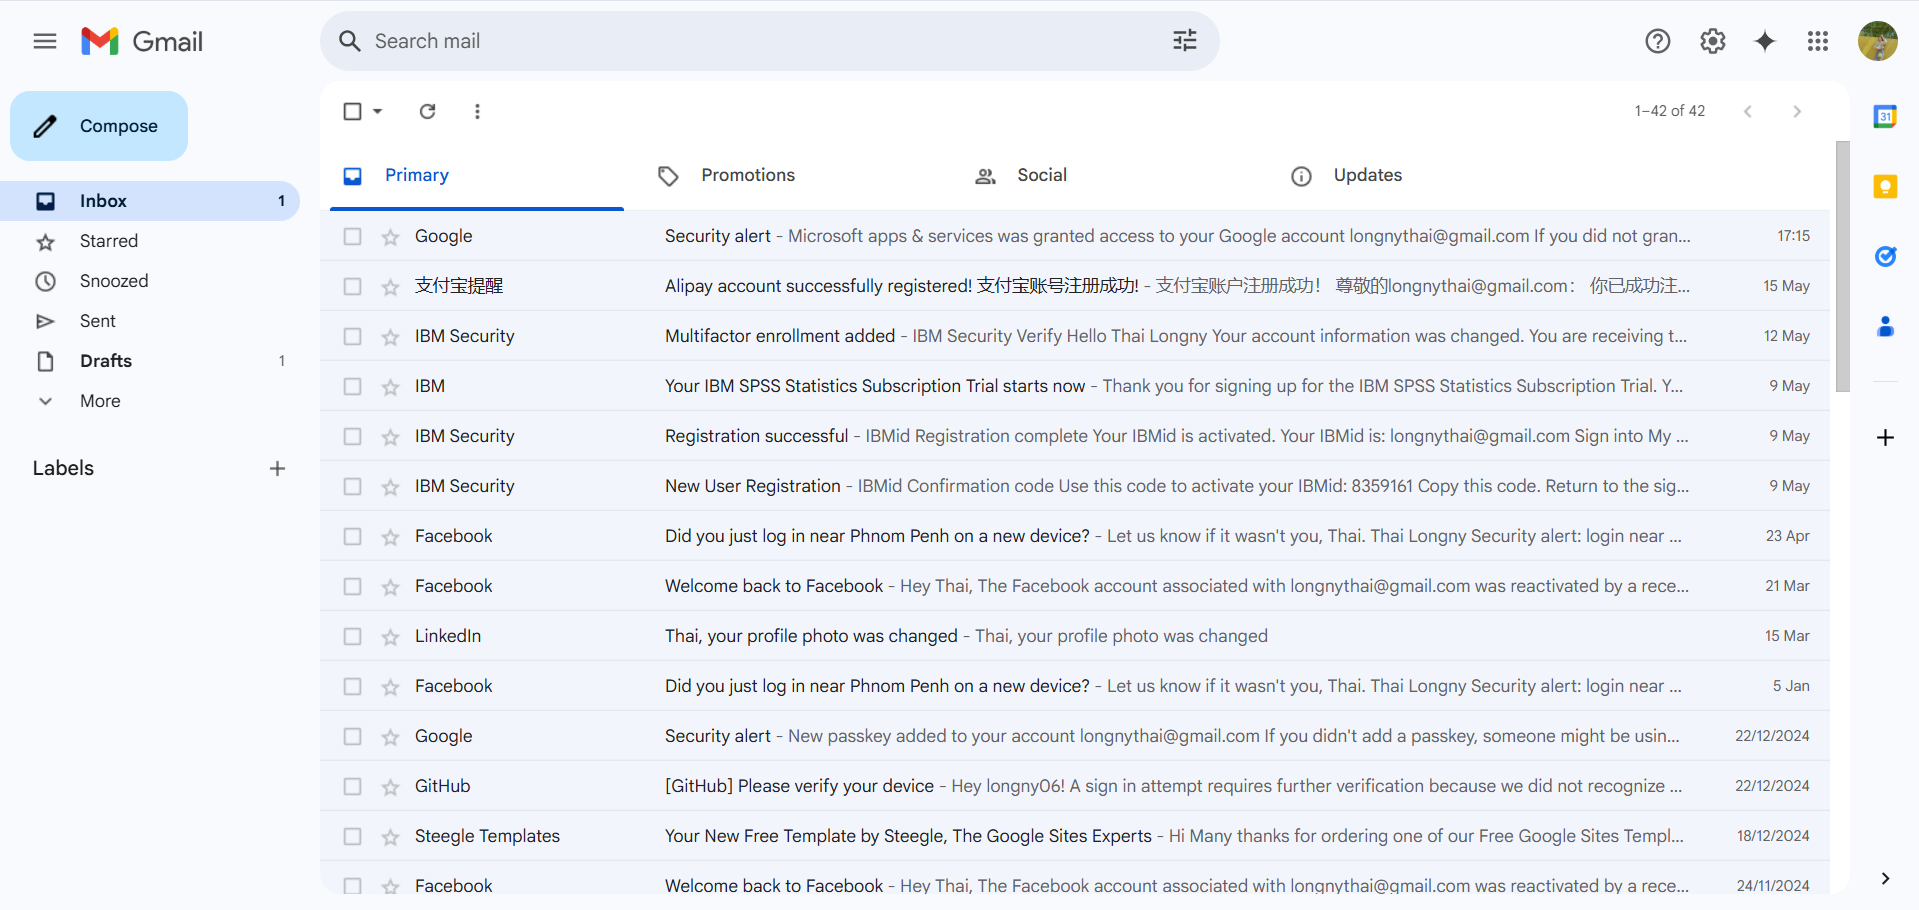 Gmail
Search mail
Compose
1–42 of 42
31
Primary
Promotions
Social
Updates
Inbox 1
Starred
Snoozed
Sent
Drafts 1
More
Labels
Google Security alert - Microsoft apps & services was granted access to your Google account longnythai@gmail.com If you did not gran... 17:15
支付宝提醒 Alipay account successfully registered! 支付宝账号注册成功! - 支付宝账户注册成功！ 尊敬的longnythai@gmail.com： 你已成功注... 15 May
IBM Security Multifactor enrollment added - IBM Security Verify Hello Thai Longny Your account information was changed. You are receiving t... 12 May
IBM Your IBM SPSS Statistics Subscription Trial starts now - Thank you for signing up for the IBM SPSS Statistics Subscription Trial. Y... 9 May
IBM Security Registration successful - IBMid Registration complete Your IBMid is activated. Your IBMid is: longnythai@gmail.com Sign into My ... 9 May
IBM Security New User Registration - IBMid Confirmation code Use this code to activate your IBMid: 8359161 Copy this code. Return to the sig... 9 May
Facebook Did you just log in near Phnom Penh on a new device? - Let us know if it wasn't you, Thai. Thai Longny Security alert: login near ... 23 Apr
Facebook Welcome back to Facebook - Hey Thai, The Facebook account associated with longnythai@gmail.com was reactivated by a rece... 21 Mar
LinkedIn Thai, your profile photo was changed - Thai, your profile photo was changed 15 Mar
Facebook Did you just log in near Phnom Penh on a new device? - Let us know if it wasn't you, Thai. Thai Longny Security alert: login near ... 5 Jan
Google Security alert - New passkey added to your account longnythai@gmail.com If you didn't add a passkey, someone might be usin... 22/12/2024
GitHub [GitHub] Please verify your device - Hey longny06! A sign in attempt requires further verification because we did not recognize ... 22/12/2024
Steegle Templates Your New Free Template by Steegle, The Google Sites Experts - Hi Many thanks for ordering one of our Free Google Sites Templ... 18/12/2024
Facebook Welcome back to Facebook - Hey Thai, The Facebook account associated with longnythai@gmail.com was reactivated by a rece... 24/11/2024